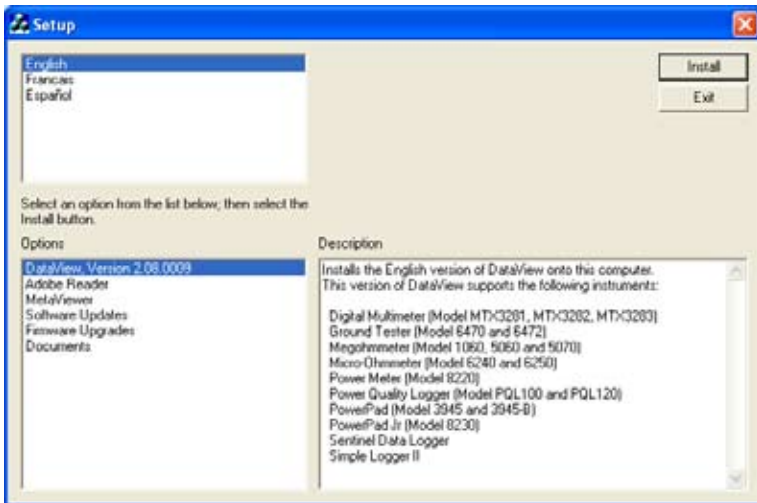 Setup
English
Francais
Español
Install
Exit
Select an option from the list below, then select the
Install button.
Options
DataView, Version 2.08.0009
Adobe Reader
MetaViewer
Software Updates
Firmware Upgrades
Documents
Description
Installs the English version of DataView onto this computer.
This version of DataView supports the following instruments:
Digital Multimeter (Model MTX3281, MTX3282, MTX3283)
Ground Tester (Model 6470 and 6472)
Megohmmeter (Model 1060, 5060 and 5070)
Micro-Ohmmeter (Model 6240 and 6250)
Power Meter (Model 8220)
Power Quality Logger (Model PQL100 and PQL120)
PowerPad (Model 3945 and 3945-B)
PowerPad Jr (Model 8230)
Sentinel Data Logger
Simple Logger II